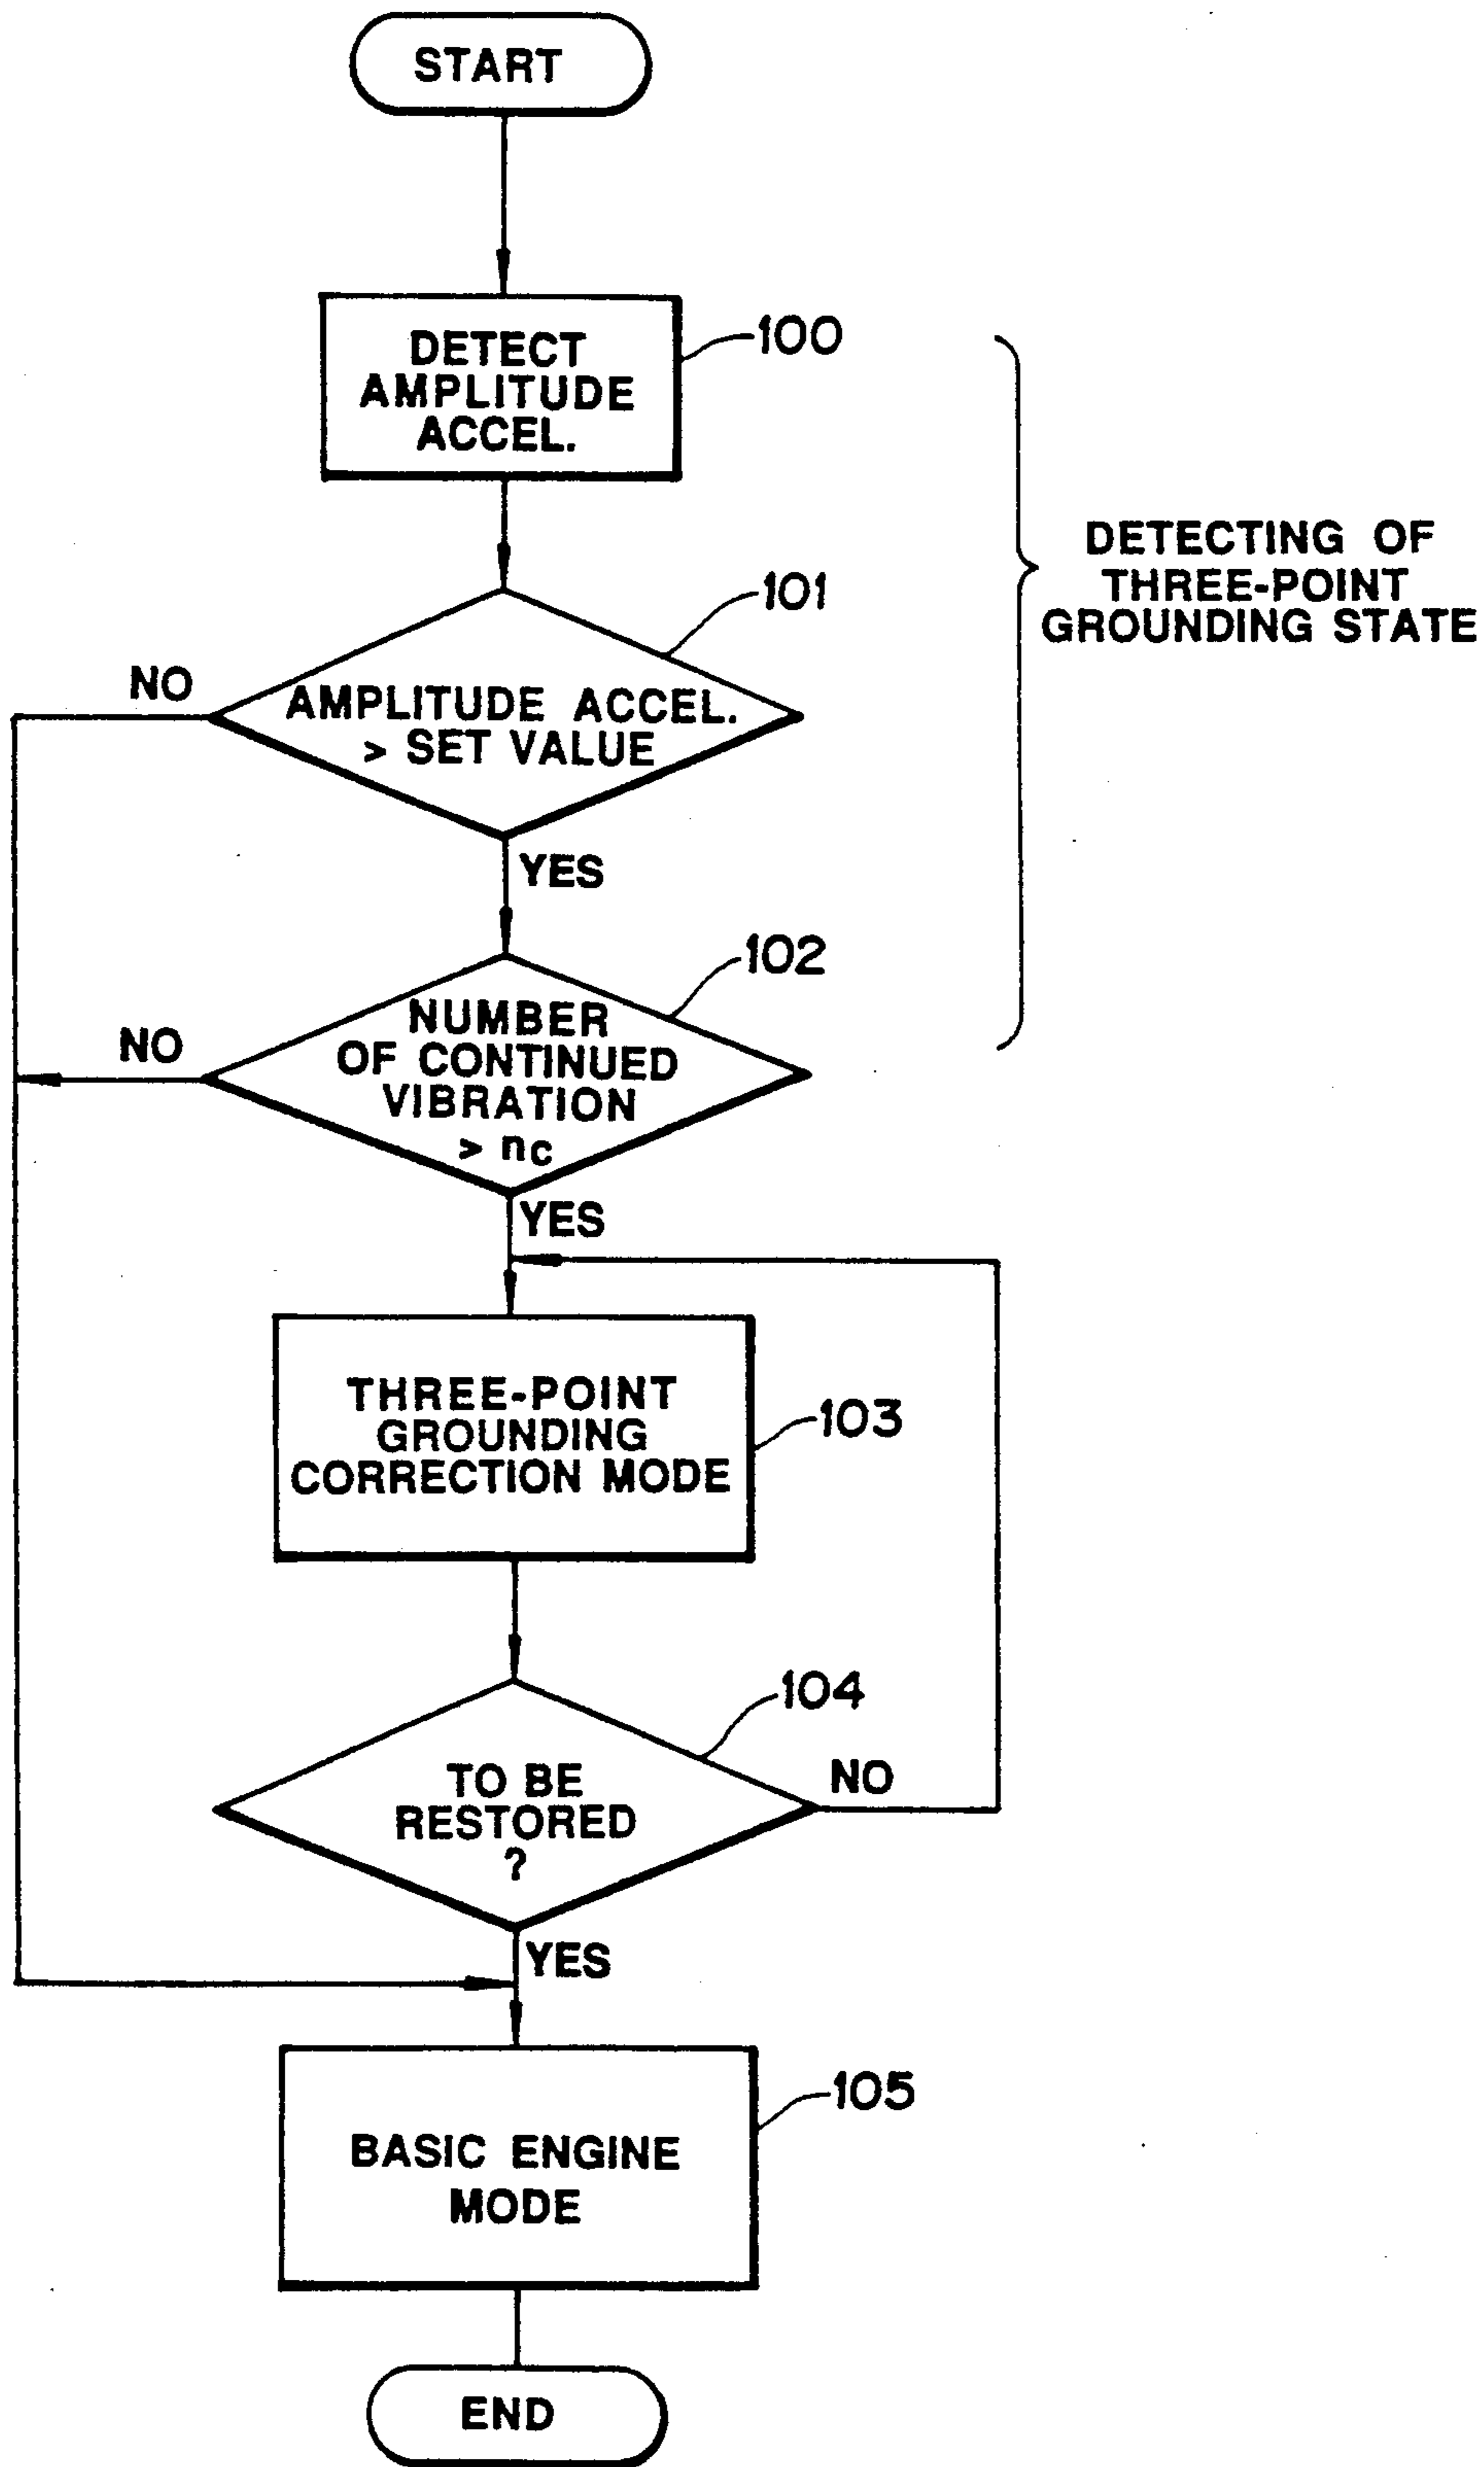 START
DETECT
AMPLITUDE
ACCEL.
100
DETECTING OF
THREE-POINT
GROUNDING STATE
101
NO
AMPLITUDE ACCEL.
> SET VALUE
YES
102
NO
NUMBER
OF CONTINUED
VIBRATION
> nc
YES
THREE-POINT
GROUNDING
CORRECTION MODE
103
104
TO BE
RESTORED
?
NO
YES
105
BASIC ENGINE
MODE
END